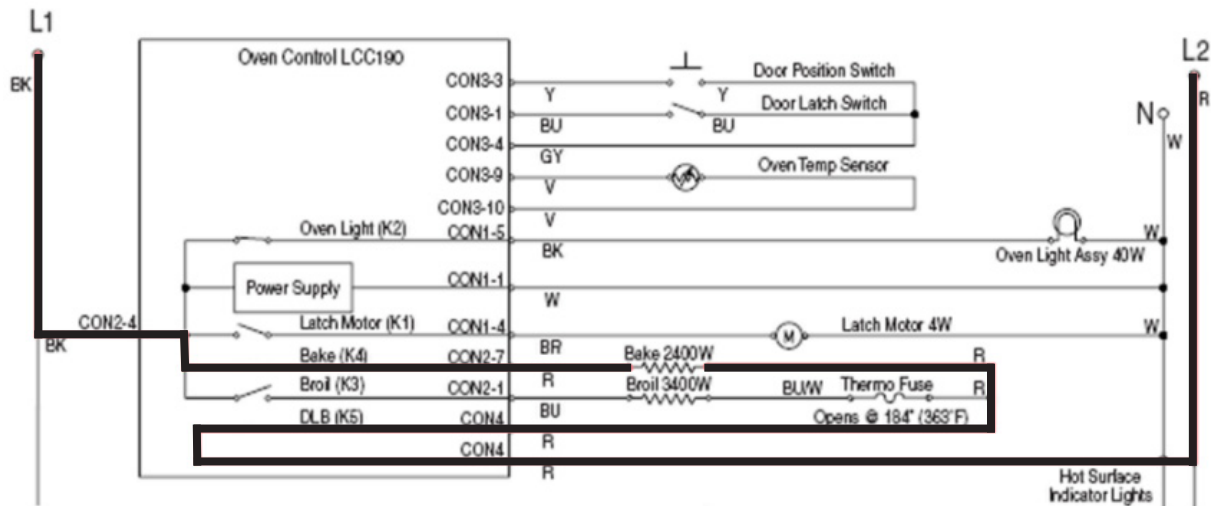 L1
L2
BK
R
Oven Control LCC190
CON3-3
Y
Y
Door Position Switch
CON3-1
BU
BU
Door Latch Switch
N
W
CON3-4
GY
CON3-9
V
Oven Temp Sensor
CON3-10
V
Oven Light (K2)
CON1-5
BK
W
Oven Light Assy 40W
Power Supply
CON1-1
W
CON2-4
BK
Latch Motor (K1)
CON1-4
BR
M
Latch Motor 4W
W
Bake (K4)
CON2-7
R
Bake 2400W
R
Broil (K3)
CON2-1
BU
Broil 3400W
BU/W
Thermo Fuse
R
Opens @ 184° (363°F)
DLB (K5)
CON4
R
CON4
R
Hot Surface
Indicator Lights